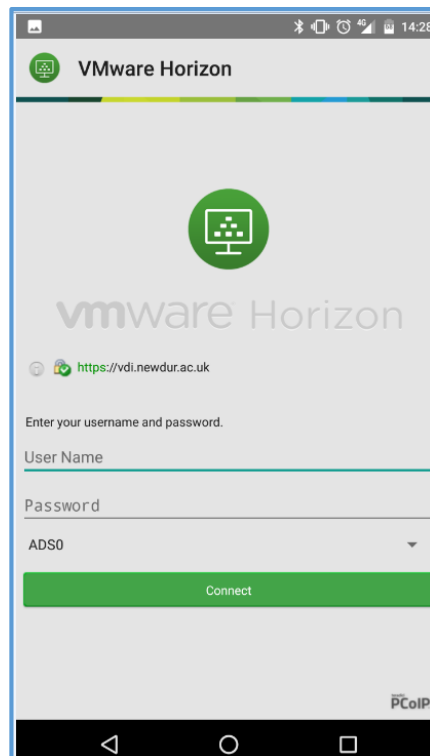 4G 14:28
VMware Horizon
vmware Horizon
https://vdi.newdur.ac.uk
Enter your username and password.
User Name
Password
ADS0
Connect
PCoIP